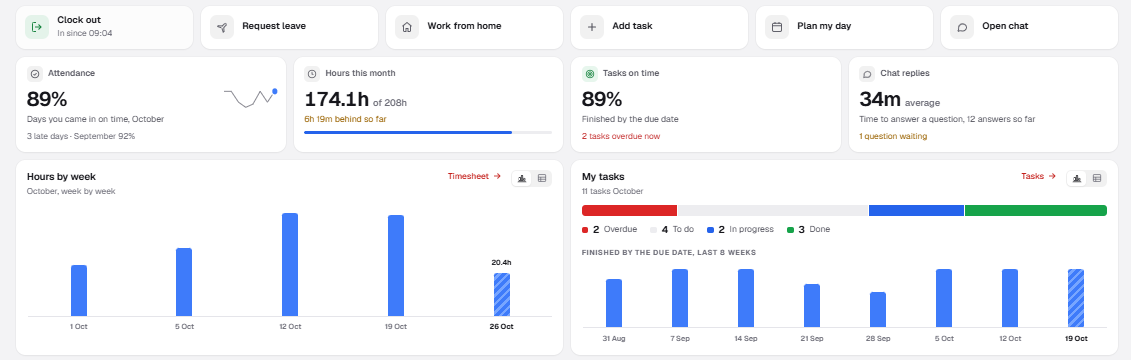 Clock out
In since 09:04
Request leave
Work from home
Add task
Plan my day
Open chat
Attendance
89%
Days you came in on time, October
3 late days · September 92%
Hours this month
174.1h of 208h
6h 19m behind so far
Tasks on time
89%
Finished by the due date
2 tasks overdue now
Chat replies
34m average
Time to answer a question, 12 answers so far
1 question waiting
Hours by week
Timesheet →
October, week by week
20.4h
1 Oct
5 Oct
12 Oct
19 Oct
26 Oct
My tasks
Tasks →
11 tasks October
2 Overdue
4 To do
2 In progress
3 Done
FINISHED BY THE DUE DATE, LAST 8 WEEKS
31 Aug
7 Sep
14 Sep
21 Sep
28 Sep
5 Oct
12 Oct
19 Oct